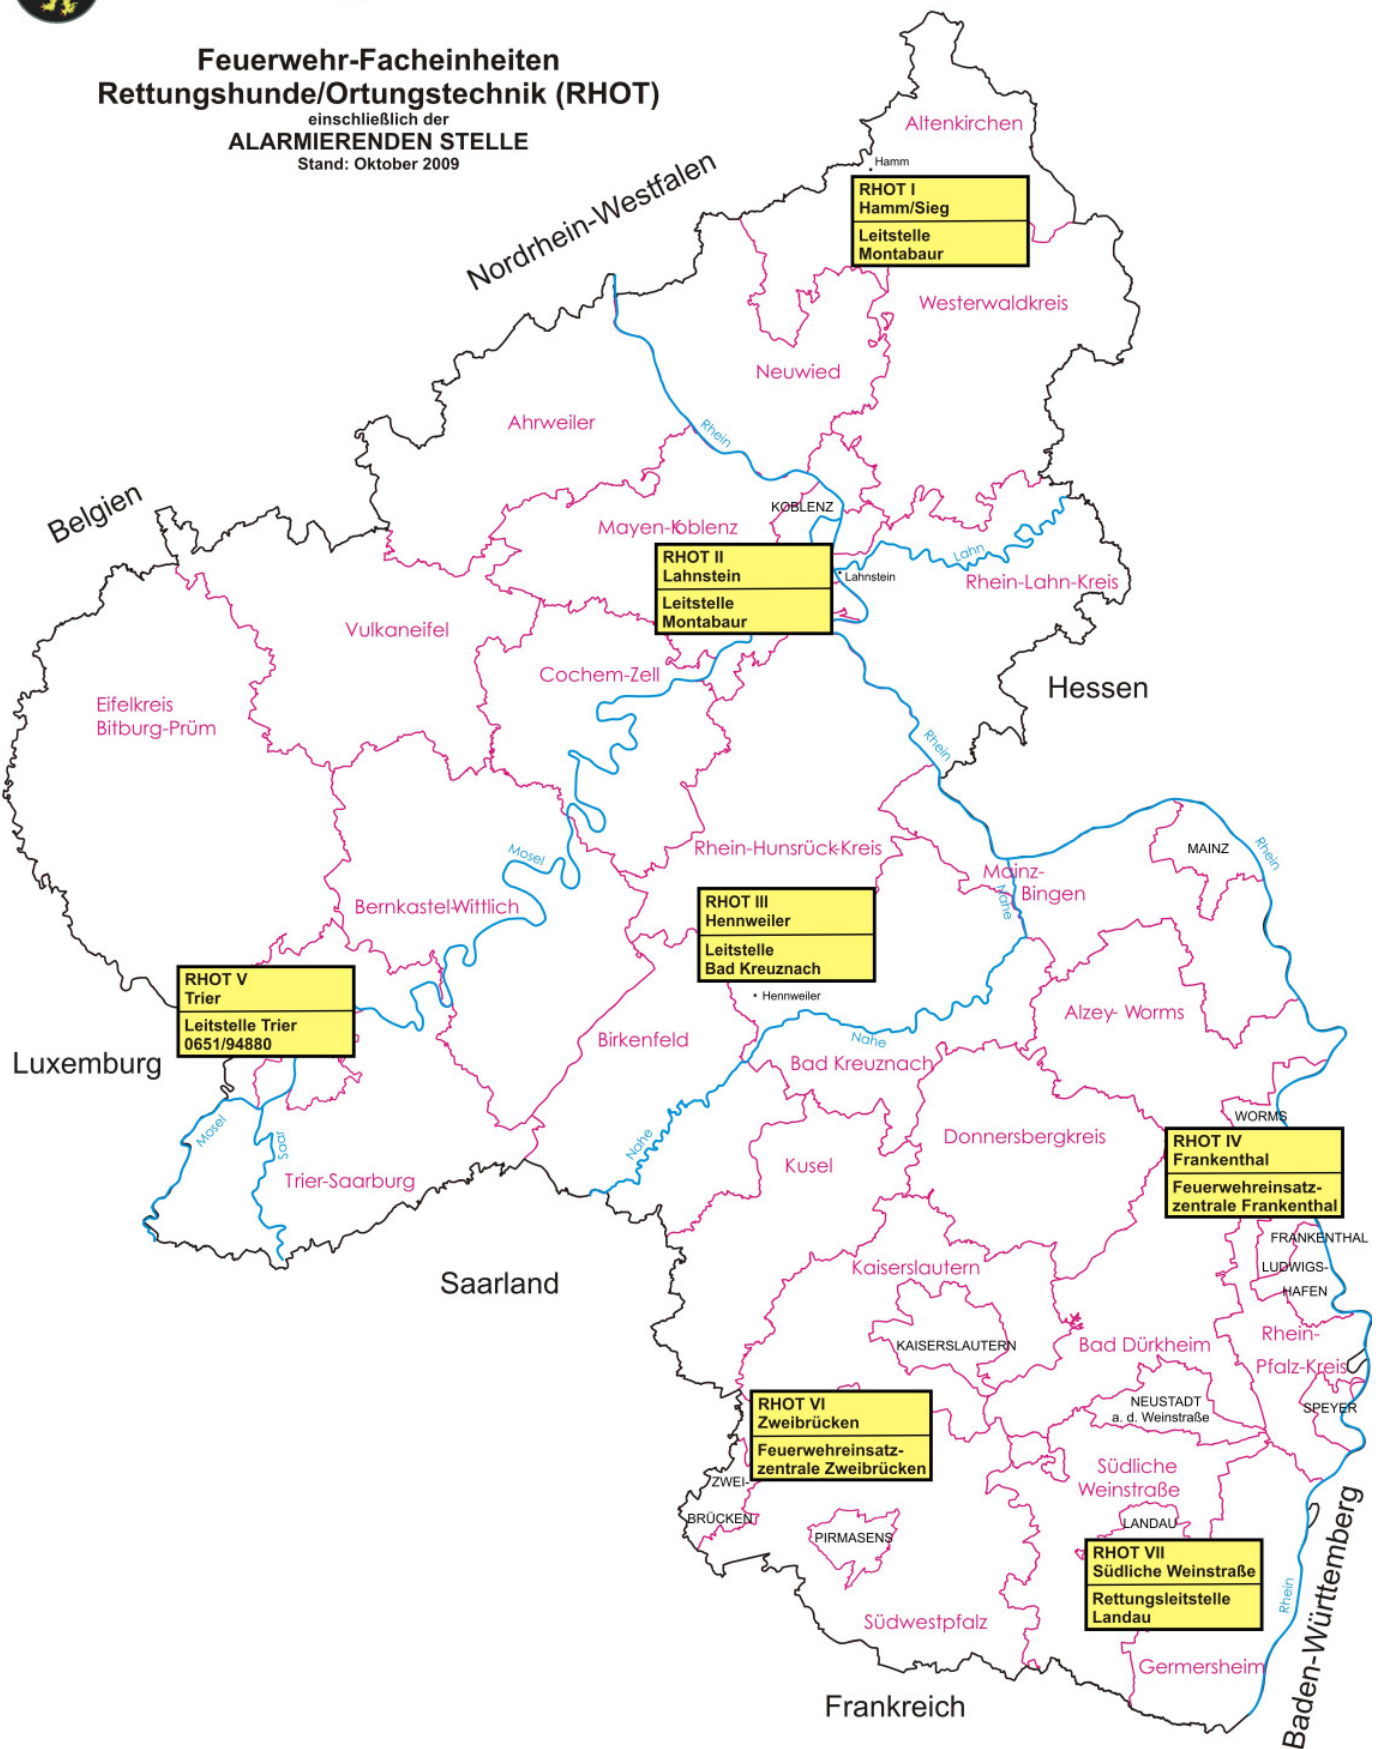 Feuerwehr-Facheinheiten
Rettungshunde/Ortungstechnik (RHOT)
einschließlich der
ALARMIERENDEN STELLE
Stand: Oktober 2009
Altenkirchen
Hamm
RHOT I
Hamm/Sieg
Leitstelle
Montabaur
Nordrhein-Westfalen
Westerwaldkreis
Neuwied
Ahrweiler
Rhein
Belgien
KOBLENZ
Mayen-Koblenz
RHOT II
Lahnstein
Leitstelle
Montabaur
Lahn
Lahnstein
Rhein-Lahn-Kreis
Vulkaneifel
Cochem-Zell
Hessen
Eifelkreis
Bitburg-Prüm
Rhein
Mosel
Rhein-Hunsrück-Kreis
MAINZ
Rhein
Mainz-
Bingen
Nahe
Bernkastel-Wittlich
RHOT III
Hennweiler
Leitstelle
Bad Kreuznach
Hennweiler
RHOT V
Trier
Leitstelle Trier
0651/94880
Alzey- Worms
Luxemburg
Birkenfeld
Nahe
Bad Kreuznach
Mosel
Saar
Nahe
WORMS
Donnersbergkreis
Kusel
RHOT IV
Frankenthal
Feuerwehreinsatz-
zentrale Frankenthal
Trier-Saarburg
FRANKENTHAL
LUDWIGS-
HAFEN
Saarland
Kaiserslautern
KAISERSLAUTERN
Bad Dürkheim
Rhein-
Pfalz-Kreis
NEUSTADT
a. d. Weinstraße
SPEYER
RHOT VI
Zweibrücken
Feuerwehreinsatz-
zentrale Zweibrücken
ZWEI-
BRÜCKEN
Südliche
Weinstraße
PIRMASENS
LANDAU
RHOT VII
Südliche Weinstraße
Rettungsleitstelle
Landau
Rhein
Südwestpfalz
Germersheim
Baden-Württemberg
Frankreich